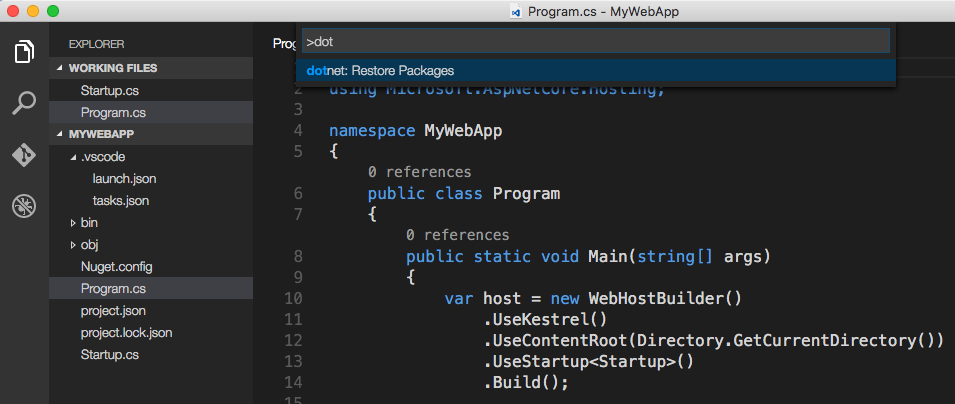 Program.cs - MyWebApp
EXPLORER
WORKING FILES
Startup.cs
Program.cs
MYWEBAPP
.vscode
launch.json
tasks.json
bin
obj
Nuget.config
Program.cs
project.json
project.lock.json
Startup.cs
>dot
dotnet: Restore Packages
2 using Microsoft.AspNetCore.Hosting;
3
4 namespace MyWebApp
5 {
0 references
6 public class Program
7 {
0 references
8 public static void Main(string[] args)
9 {
10 var host = new WebHostBuilder()
11 .UseKestrel()
12 .UseContentRoot(Directory.GetCurrentDirectory())
13 .UseStartup<Startup>()
14 .Build();
15